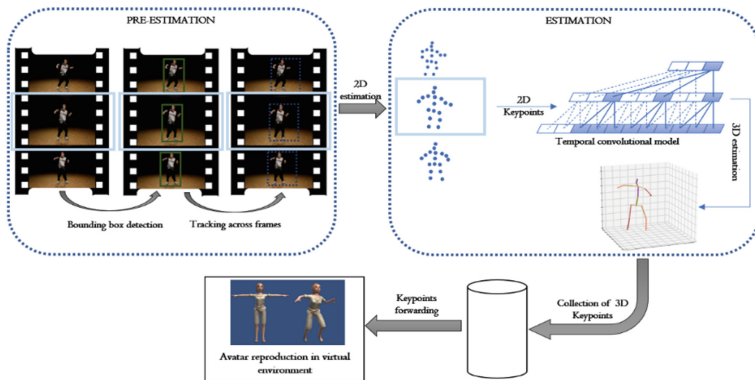 PRE-ESTIMATION
Bounding box detection
Tracking across frames
2D
estimation
ESTIMATION
2D
Keypoints
Temporal convolutional model
3D estimation
Collection of 3D
Keypoints
Keypoints
forwarding
Avatar reproduction in virtual
environment